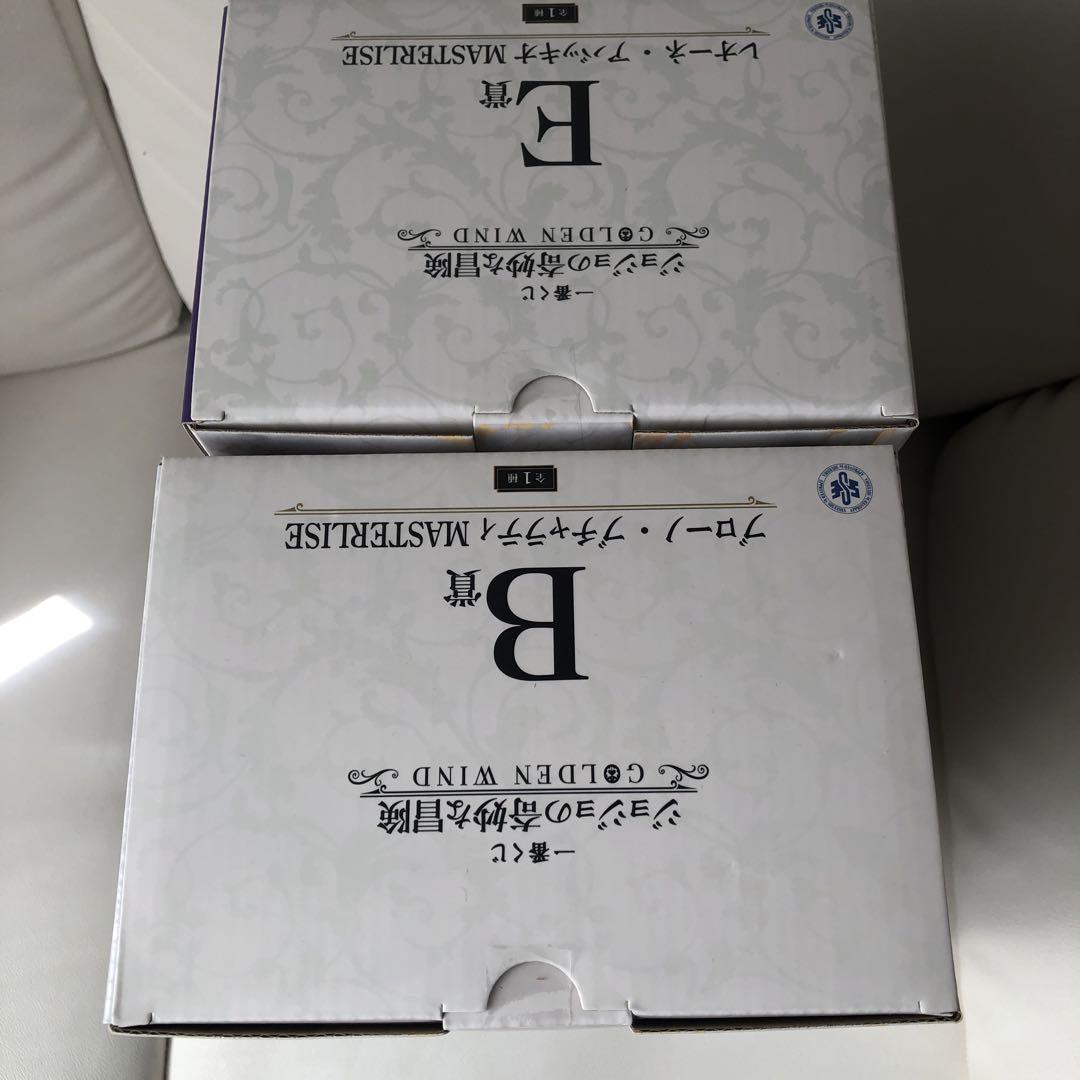 一番くじ
ジョジョの奇妙な冒険
GOLDEN WIND
E賞
レオーネ・アバッキオ MASTERLISE
全1種
一番くじ
ジョジョの奇妙な冒険
GOLDEN WIND
B賞
ブローノ・ブチャラティ MASTERLISE
全1種